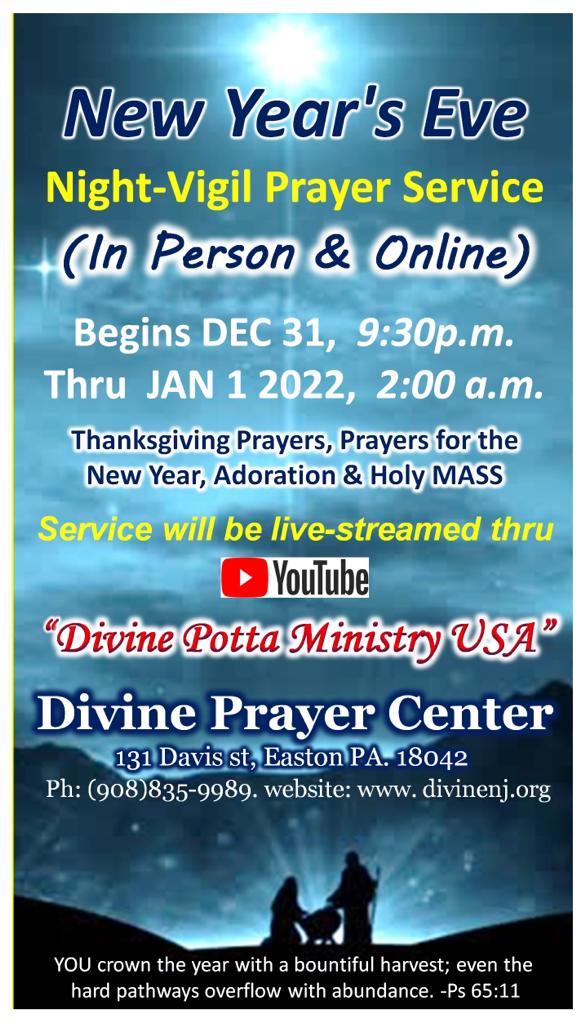 New Year's Eve
Night-Vigil Prayer Service
(In Person & Online)
Begins DEC 31, 9:30p.m.
Thru JAN 1 2022, 2:00 a.m.
Thanksgiving Prayers, Prayers for the
New Year, Adoration & Holy MASS
Service will be live-streamed thru
YouTube
“Divine Potta Ministry USA”
Divine Prayer Center
131 Davis st, Easton PA. 18042
Ph: (908)835-9989. website: www. divinenj.org
YOU crown the year with a bountiful harvest; even the
hard pathways overflow with abundance. -Ps 65:11